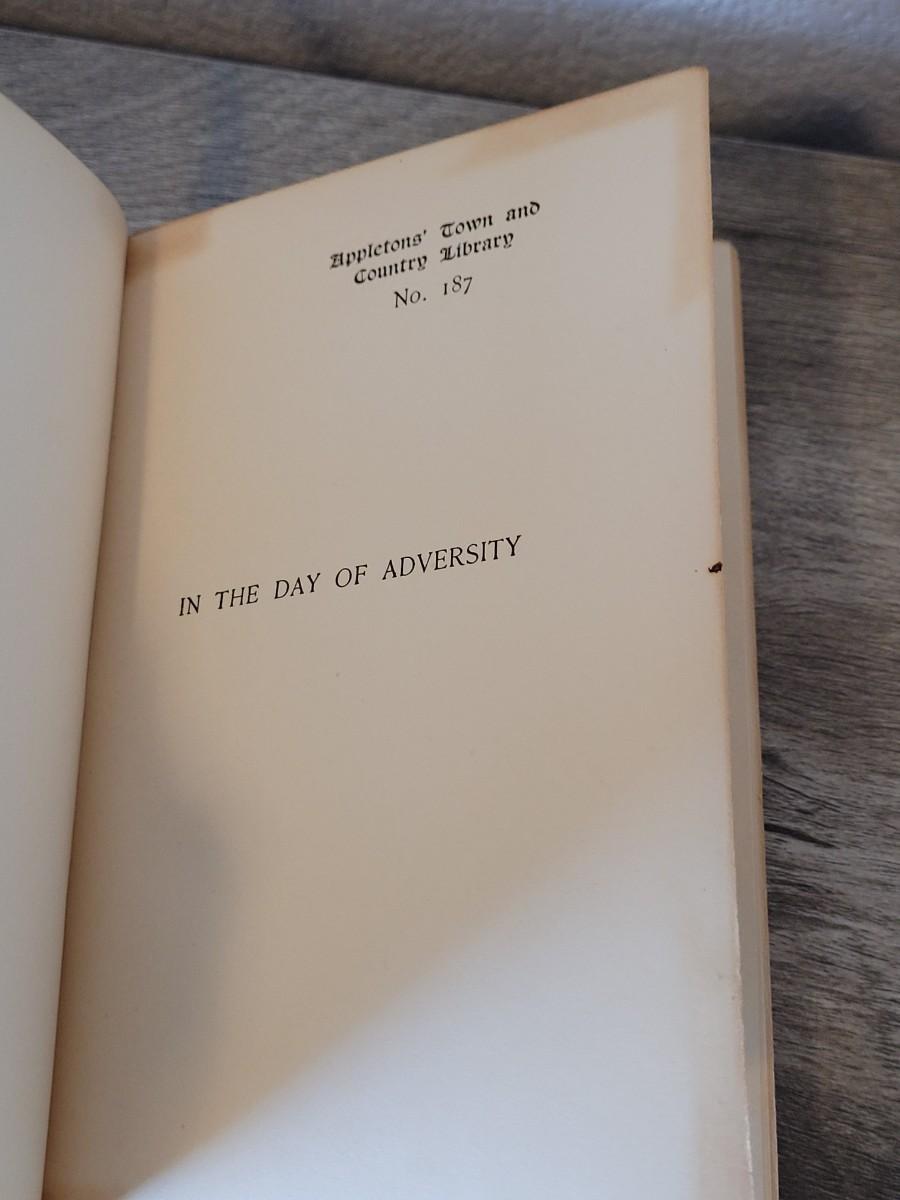 Appletons' Town and
Country Library
No. 187
IN THE DAY OF ADVERSITY